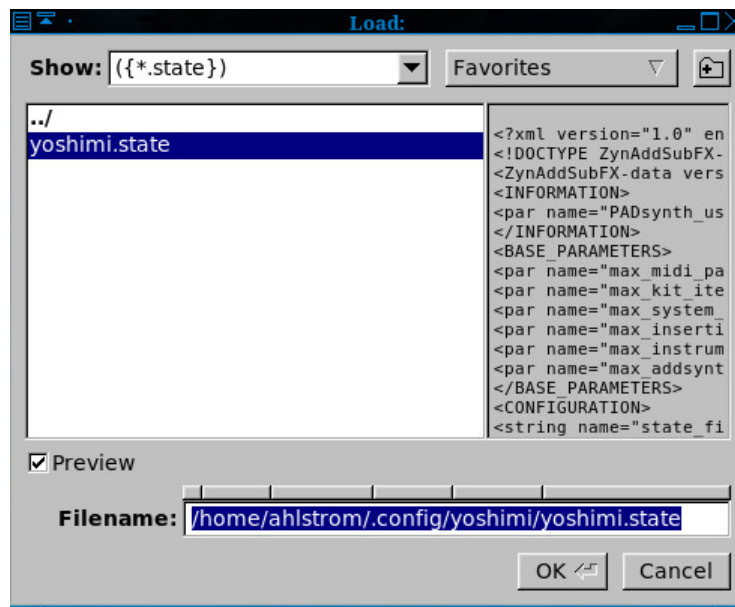 Load:
Show: ({*.state}) Favorites
../
yoshimi.state
<?xml version="1.0" en
<!DOCTYPE ZynAddSubFX-
<ZynAddSubFX-data vers
<INFORMATION>
<par name="PADsynth_us
</INFORMATION>
<BASE_PARAMETERS>
<par name="max_midi_pa
<par name="max_kit_ite
<par name="max_system_
<par name="max_inserti
<par name="max_instrum
<par name="max_addsynt
</BASE_PARAMETERS>
<CONFIGURATION>
<string name="state_fi
Preview
Filename: /home/ahlstrom/.config/yoshimi/yoshimi.state
OK Cancel